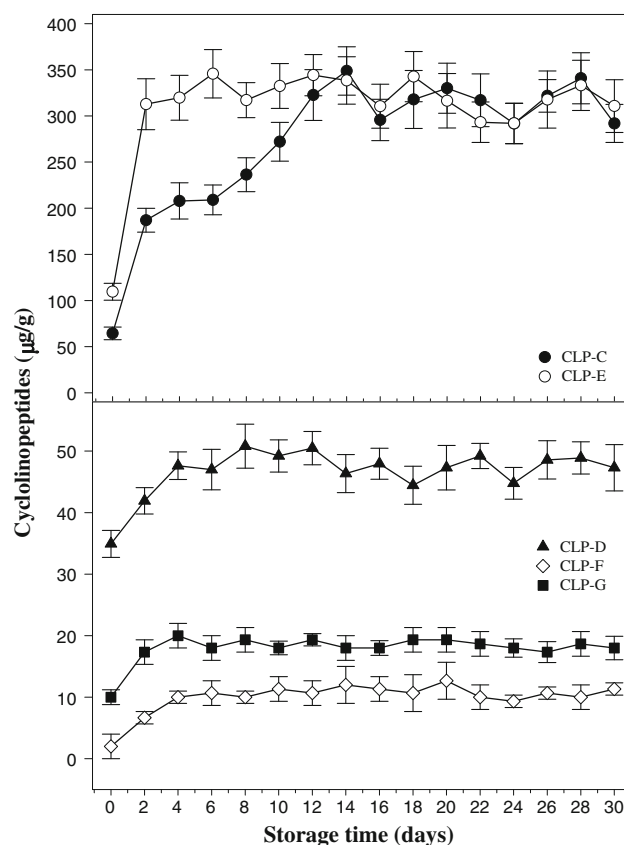 Cyclolinopeptides (µg/g)
400
350
300
250
200
150
100
50
0
CLP-C
CLP-E
50
40
30
20
10
0
CLP-D
CLP-F
CLP-G
0 2 4 6 8 10 12 14 16 18 20 22 24 26 28 30
Storage time (days)